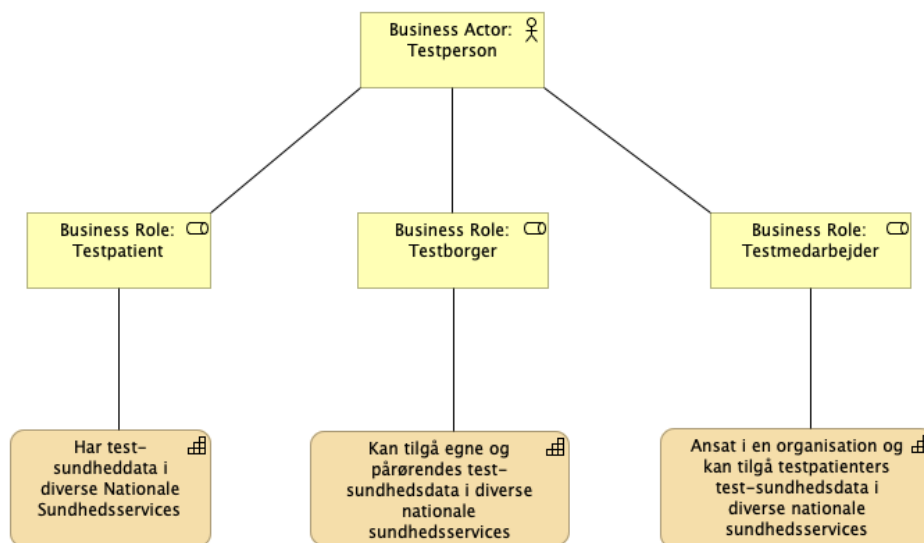 Business Actor:
Testperson
Business Role:
Testpatient
Business Role:
Testborger
Business Role:
Testmedarbejder
Har test-
sundheddata i
diverse Nationale
Sundhedsservices
Kan tilgå egne og
pårørendes test-
sundhedsdata i diverse
nationale
sundhedsservices
Ansat i en organisation og
kan tilgå testpatienters
test-sundhedsdata i
diverse nationale
sundhedsservices